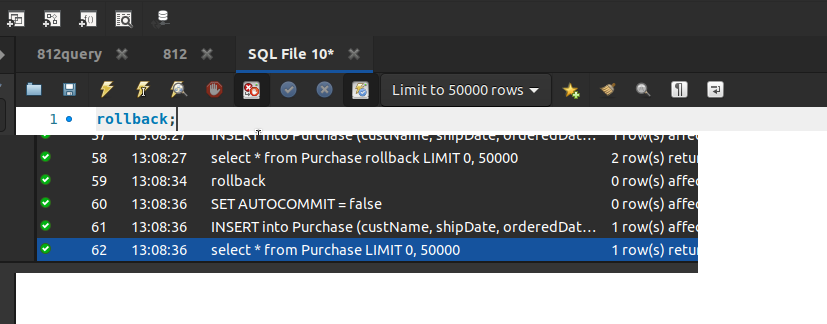 812query 812 SQL File 10*
Limit to 50000 rows
1 rollback;
57 13:08:27 INSERT into Purchase (custName, shipDate, orderedDat... 1 row(s) affec
58 13:08:27 select * from Purchase rollback LIMIT 0, 50000 2 row(s) retur
59 13:08:34 rollback 0 row(s) affec
60 13:08:36 SET AUTOCOMMIT = false 0 row(s) affec
61 13:08:36 INSERT into Purchase (custName, shipDate, orderedDat... 1 row(s) affec
62 13:08:36 select * from Purchase LIMIT 0, 50000 1 row(s) retur